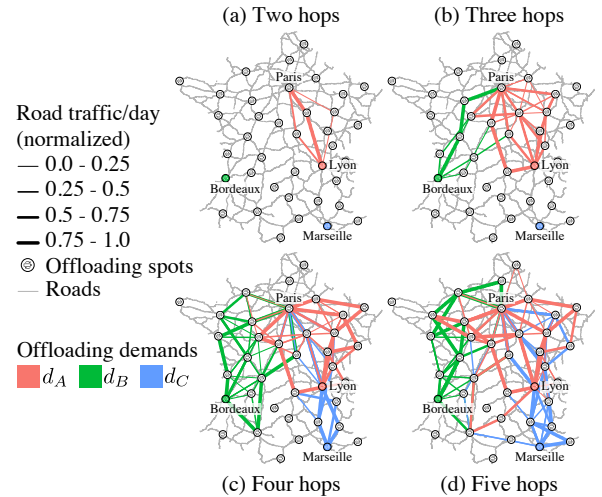 (a) Two hops
(b) Three hops
Paris
Lyon
Bordeaux
Marseille
Paris
Lyon
Bordeaux
Marseille
Road traffic/day
(normalized)
0.0 - 0.25
0.25 - 0.5
0.5 - 0.75
0.75 - 1.0
Offloading spots
Roads
Offloading demands
d_A d_B d_C
Paris
Lyon
Bordeaux
Marseille
Paris
Lyon
Bordeaux
Marseille
(c) Four hops
(d) Five hops